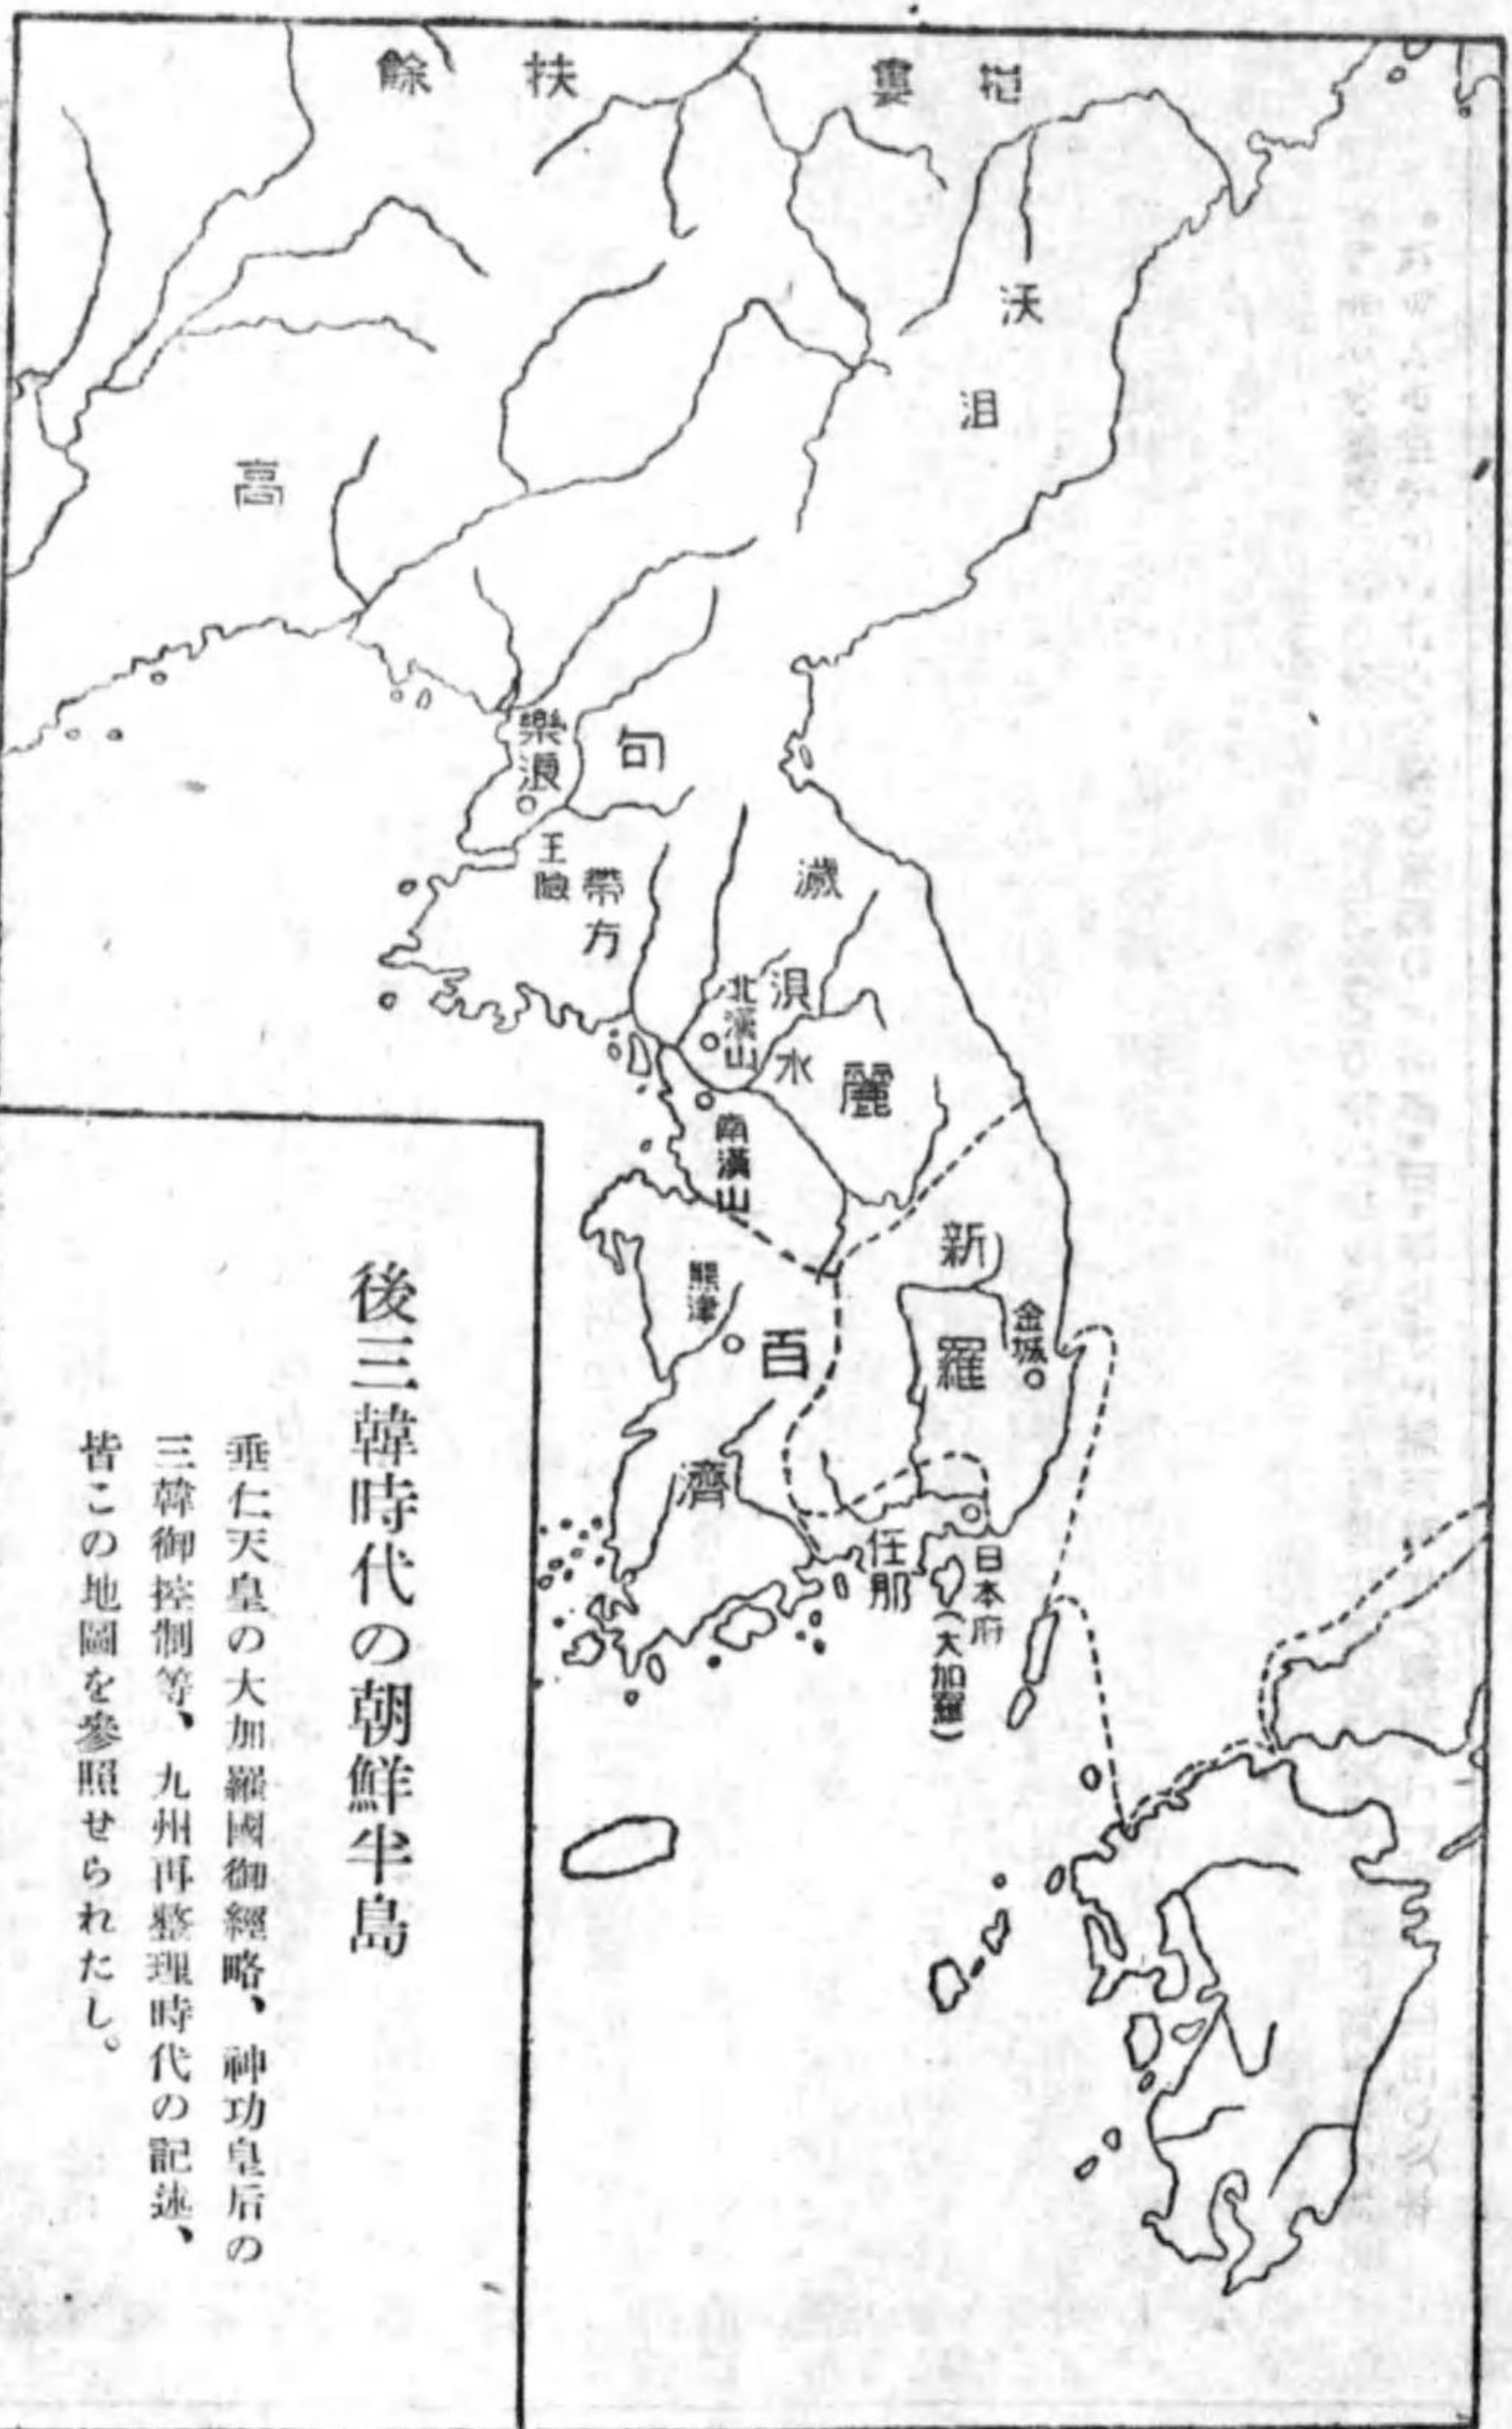 扶餘
挹婁
沃沮
高句麗
樂浪
王險
帶方
濊
浿水
北漢山
南漢山
新羅
金城
熊津
百濟
任那
日本府
(大加羅)
後三韓時代の朝鮮半島
垂仁天皇の大加羅國御經略、神功皇后の
三韓御控制等、九州再整理時代の記述、
皆この地圖を參照せられたし。